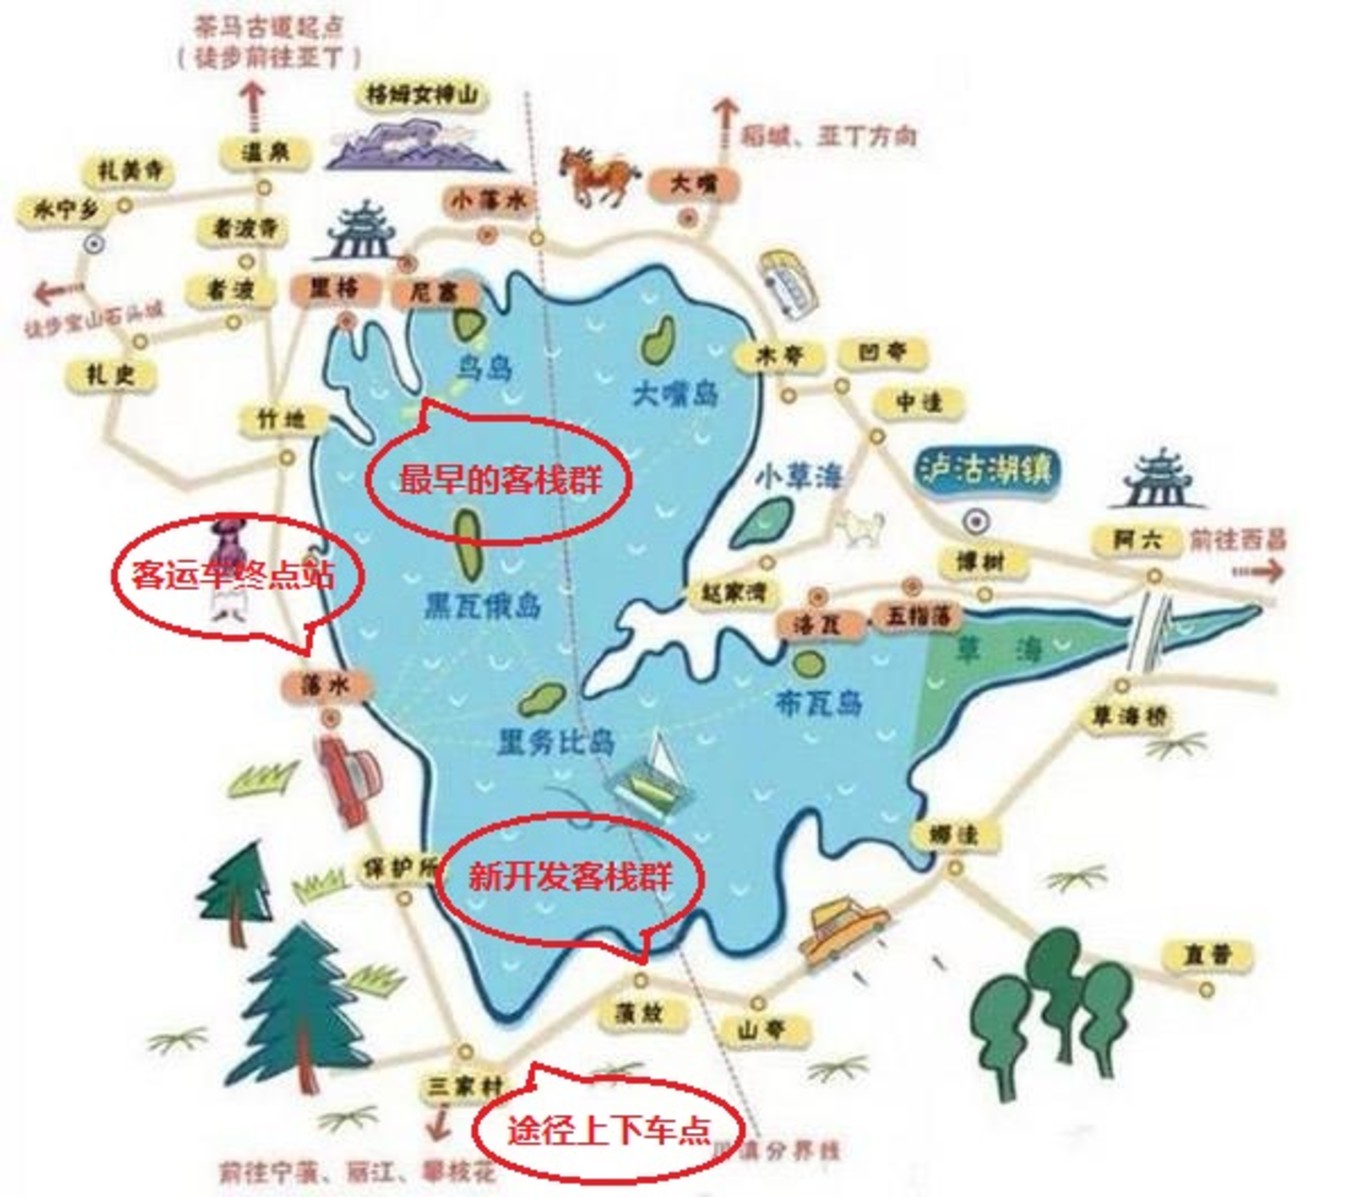 茶马古道起点
（徒步前往亚丁）
格姆女神山
稻城、亚丁方向
温泉
扎美寺
永宁乡
小落水
大嘴
者波寺
者波
里格
尼塞
徒步宝山石头城
扎史
鸟岛
大嘴岛
木夸
凹夸
中洼
竹地
最早的客栈群
小草海
泸沽湖镇
阿六
前往西昌
客运车终点站
黑瓦俄岛
博树
赵家湾
洛瓦
五指落
草海
落水
里务比岛
布瓦岛
草海桥
保护所
新开发客栈群
娜洼
直普
蒗放
山夸
三家村
途径上下车点
川滇分界线
前往宁蒗、丽江、攀枝花